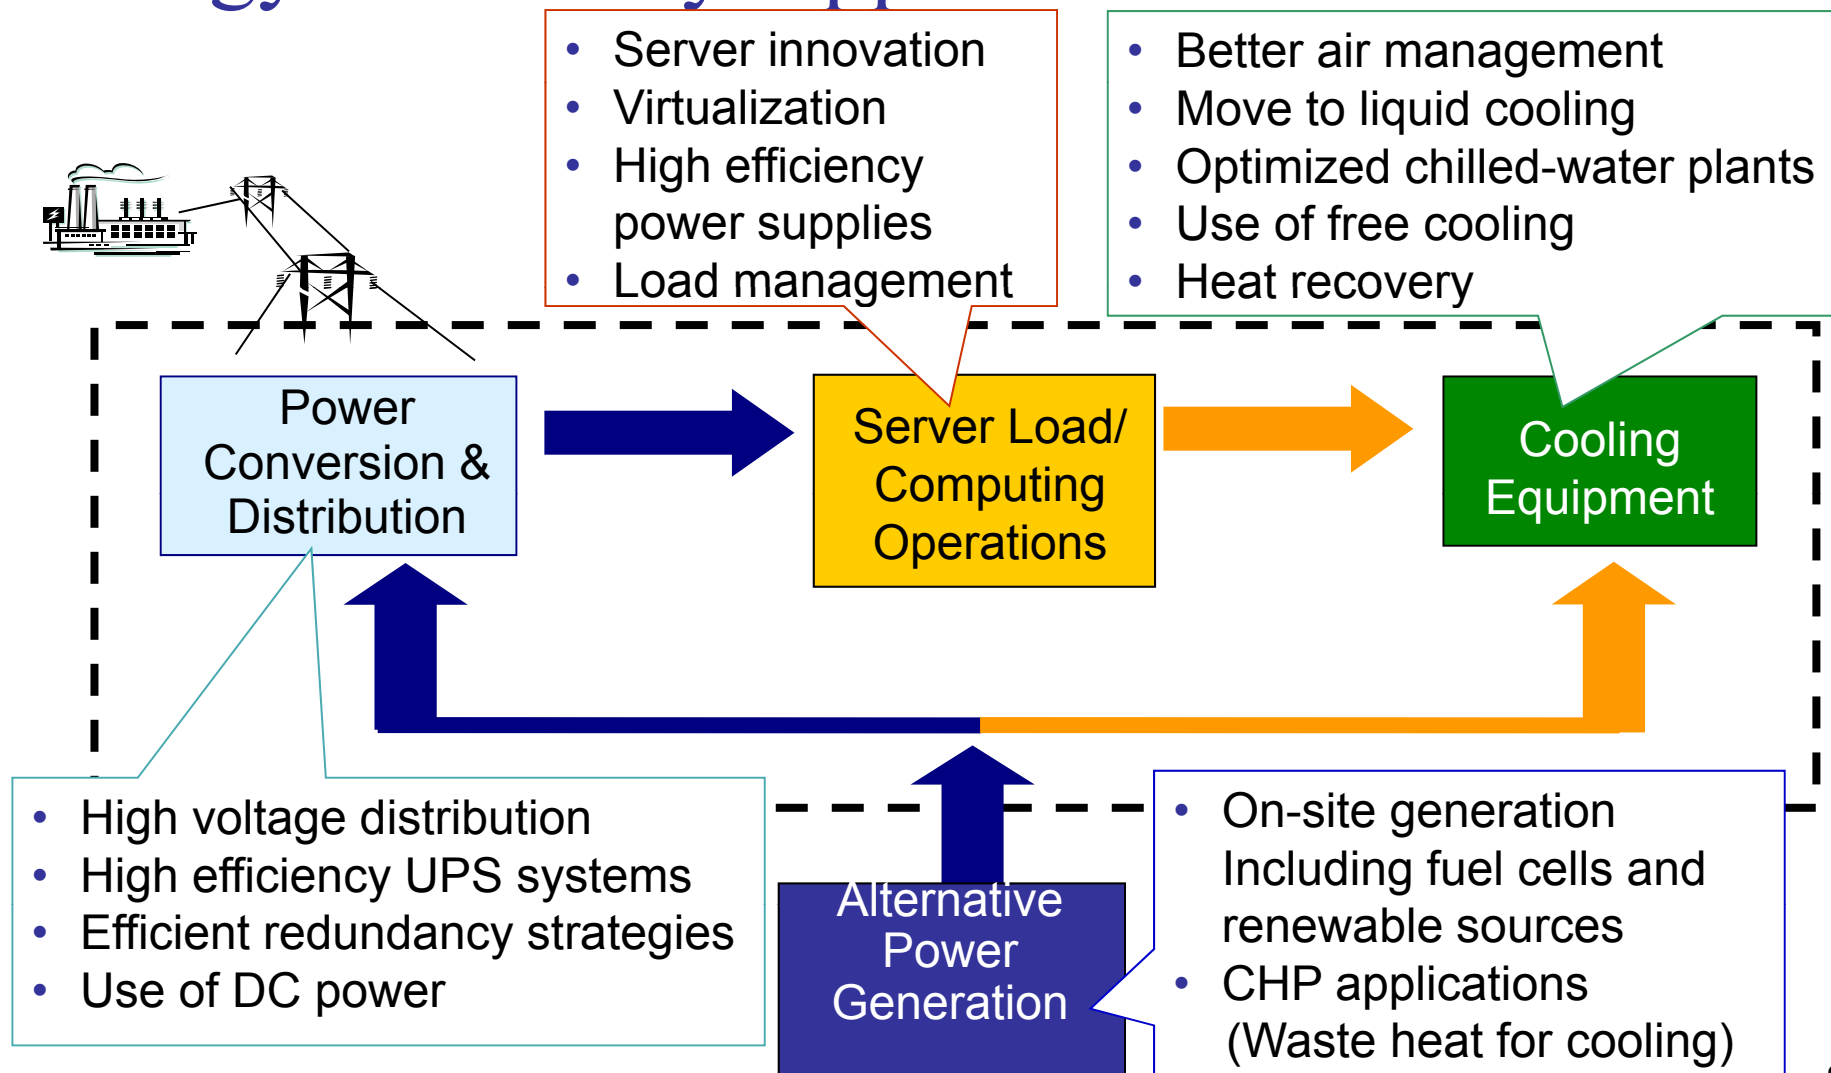 • Server innovation
• Virtualization
• High efficiency
power supplies
• Load management
• Better air management
• Move to liquid cooling
• Optimized chilled-water plants
• Use of free cooling
• Heat recovery
Power
Conversion &
Distribution
Server Load/
Computing
Operations
Cooling
Equipment
• High voltage distribution
• High efficiency UPS systems
• Efficient redundancy strategies
• Use of DC power
Alternative
Power
Generation
• On-site generation
Including fuel cells and
renewable sources
• CHP applications
(Waste heat for cooling)